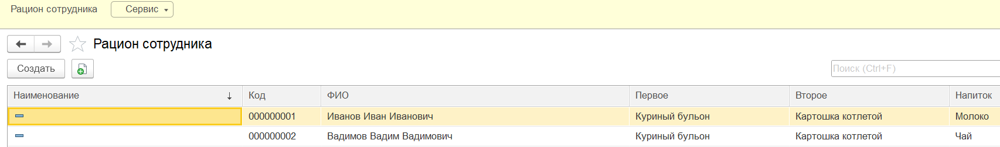 Рацион сотрудника Сервис
Рацион сотрудника
Создать Поиск (Ctrl+F)
Наименование Код ФИО Первое Второе Напиток
000000001 Иванов Иван Иванович Куриный бульон Картошка котлетой Молоко
000000002 Вадимов Вадим Вадимович Куриный бульон Картошка котлетой Чай